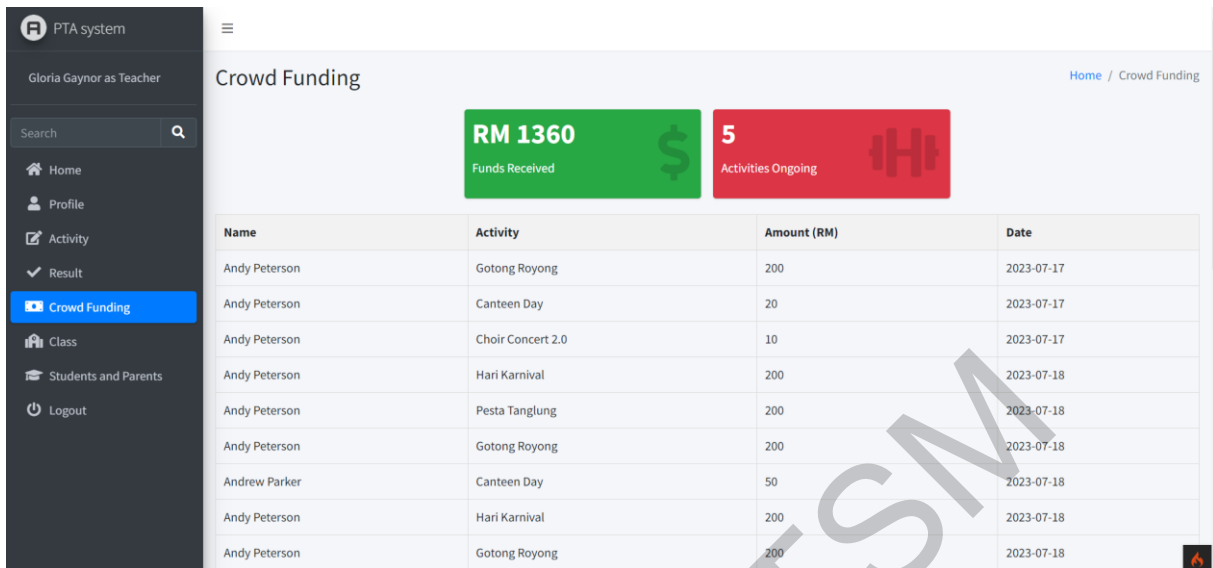 PTA system
Gloria Gaynor as Teacher
Search
Home
Profile
Activity
Result
Crowd Funding
Class
Students and Parents
Logout
Crowd Funding
Home / Crowd Funding
RM 1360
Funds Received
5
Activities Ongoing
Name Activity Amount (RM) Date
Andy Peterson Gotong Royong 200 2023-07-17
Andy Peterson Canteen Day 20 2023-07-17
Andy Peterson Choir Concert 2.0 10 2023-07-17
Andy Peterson Hari Karnival 200 2023-07-18
Andy Peterson Pesta Tanglung 200 2023-07-18
Andy Peterson Gotong Royong 200 2023-07-18
Andrew Parker Canteen Day 50 2023-07-18
Andy Peterson Hari Karnival 200 2023-07-18
Andy Peterson Gotong Royong 200 2023-07-18